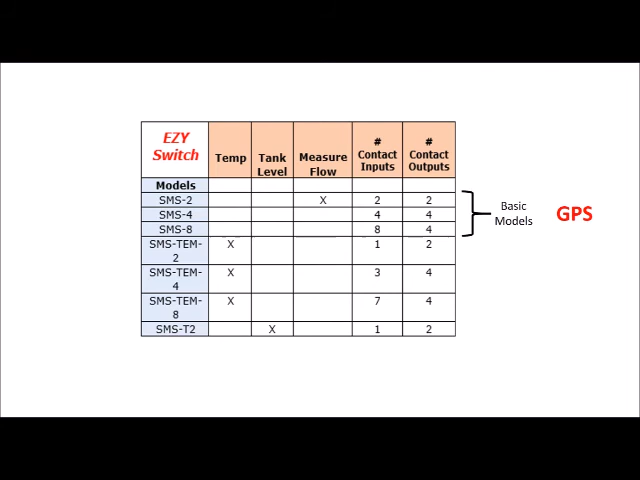 EZY Switch Temp Tank Level Measure Flow # Contact Inputs # Contact Outputs
Models
SMS-2 X 2 2
SMS-4 4 4
SMS-8 8 4
SMS-TEM-2 X 1 2
SMS-TEM-4 X 3 4
SMS-TEM-8 X 7 4
SMS-T2 X 1 2
Basic
Models
GPS